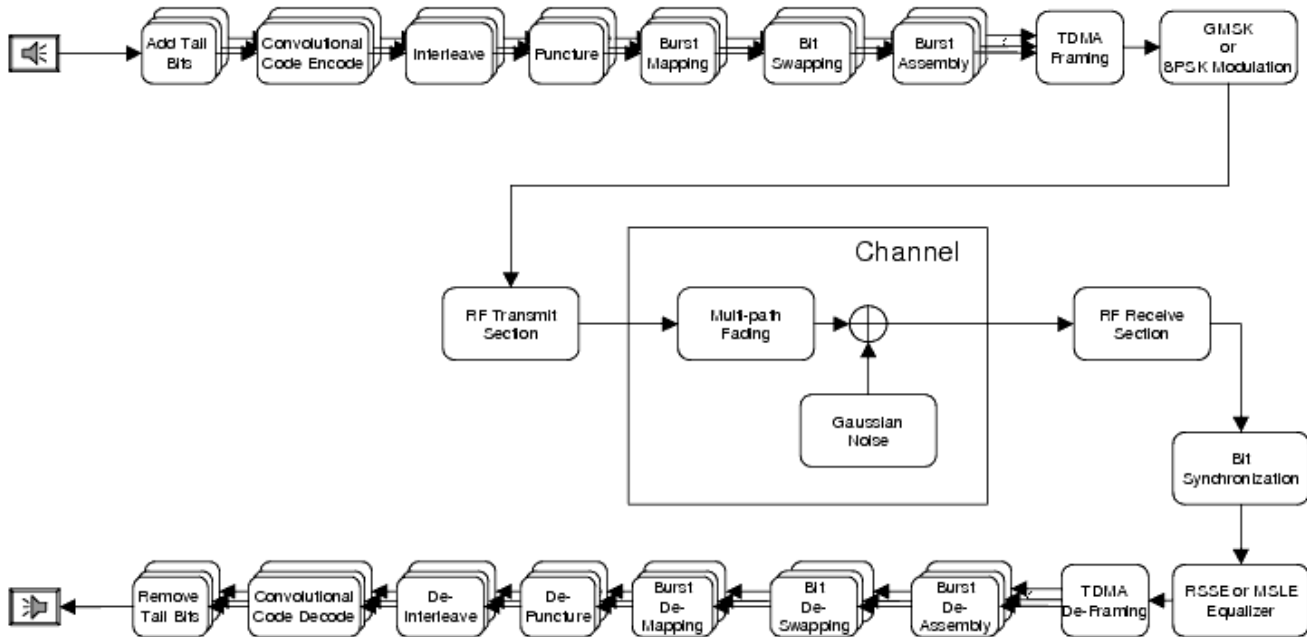 Add Tail
Bits
Convolutional
Code Encode
Interleave
Puncture
Burst
Mapping
Bit
Swapping
Burst
Assembly
TDMA
Framing
GMSK
or
8PSK Modulation
Channel
RF Transmit
Section
Multi-path
Fading
RF Receive
Section
Gaussian
Noise
Bit
Synchronization
Remove
Tail Bits
Convolutional
Code Decode
De-
Interleave
De-
Puncture
Burst
De-
Mapping
Bit
De-
Swapping
Burst
De-
Assembly
TDMA
De-Framing
RSSE or MSLE
Equalizer